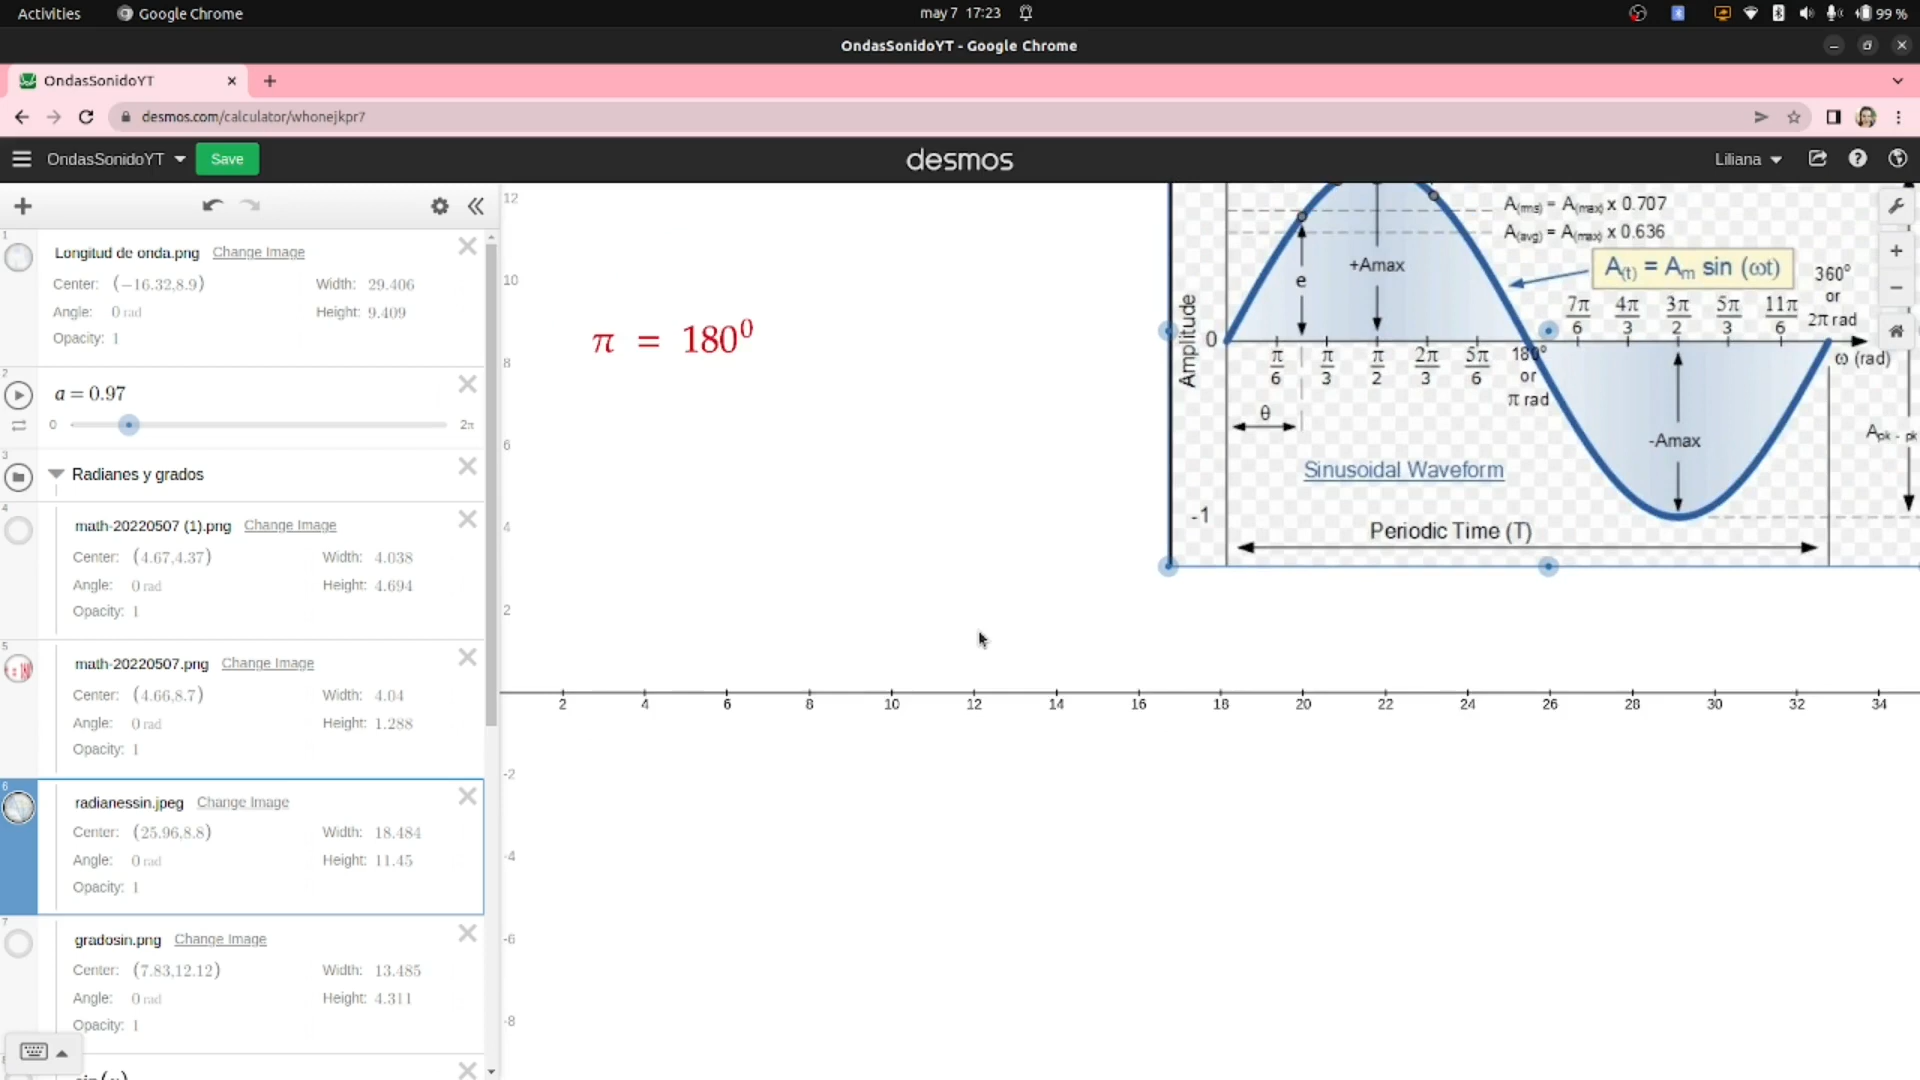 Activities
Google Chrome
may 7 17:23
99 %
OndasSonidoYT - Google Chrome
OndasSonidoYT
desmos.com/calculator/whonejkpr7
OndasSonidoYT
Save
desmos
Liliana
1
Longitud de onda.png Change Image
Center: (−16.32,8.9) Width: 29.406
Angle: 0 rad Height: 9.409
Opacity: 1
2
a = 0.97
0 2π
3
Radianes y grados
4
math-20220507 (1).png Change Image
Center: (4.67,4.37) Width: 4.038
Angle: 0 rad Height: 4.694
Opacity: 1
5
math-20220507.png Change Image
Center: (4.66,8.7) Width: 4.04
Angle: 0 rad Height: 1.288
Opacity: 1
6
radianessin.jpeg Change Image
Center: (25.96,8.8) Width: 18.484
Angle: 0 rad Height: 11.45
Opacity: 1
7
gradosin.png Change Image
Center: (7.83,12.12) Width: 13.485
Angle: 0 rad Height: 4.311
Opacity: 1
12
10
8
6
4
2
-2
-4
-6
-8
2 4 6 8 10 12 14 16 18 20 22 24 26 28 30 32 34
π = 180⁰
A(rms) = A(max) x 0.707
A(avg) = A(max) x 0.636
A(t) = Am sin (ωt)
+Amax
e
Amplitude
0
-1
π/6 π/3 π/2 2π/3 5π/6
180° or π rad
7π/6 4π/3 3π/2 5π/3 11π/6
360° or 2π rad
ω (rad)
θ
-Amax
Apk - pk
Sinusoidal Waveform
Periodic Time (T)